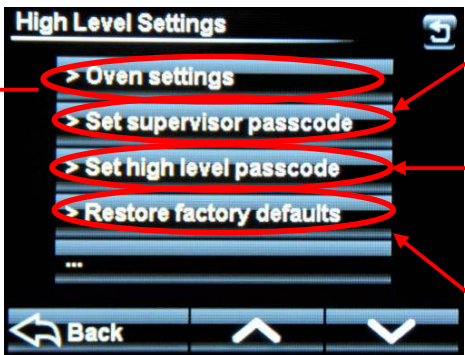 High Level Settings
> Oven settings
> Set supervisor passcode
> Set high level passcode
> Restore factory defaults
...
Back